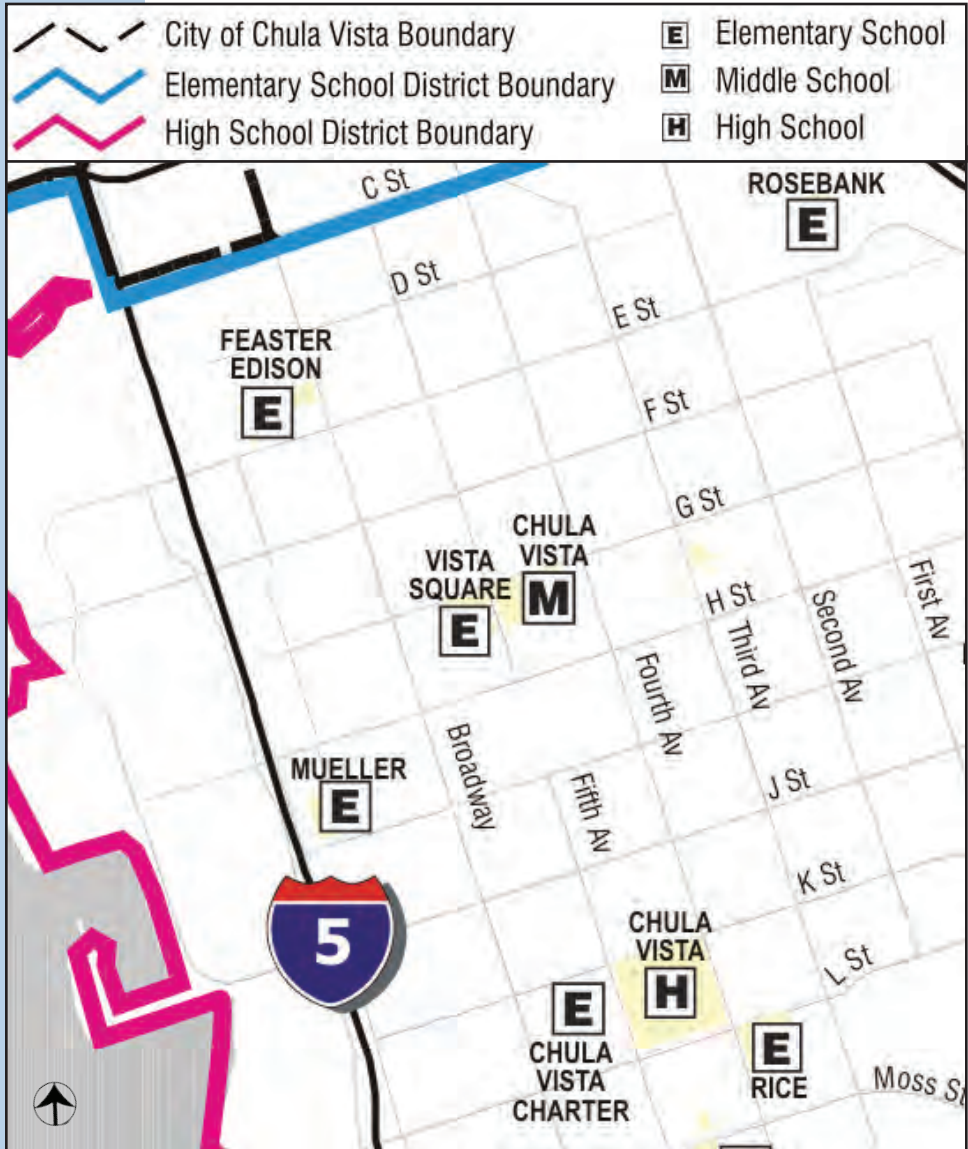 City of Chula Vista Boundary
Elementary School District Boundary
High School District Boundary
E Elementary School
M Middle School
H High School
C St
ROSEBANK
E
D St
E St
FEASTER
EDISON
E
F St
G St
CHULA
VISTA
M
VISTA
SQUARE
E
H St
First Av
Second Av
Third Av
Fourth Av
Broadway
MUELLER
E
Fifth Av
J St
K St
5
CHULA
VISTA
H
L St
E
CHULA
VISTA
CHARTER
E
RICE
Moss St